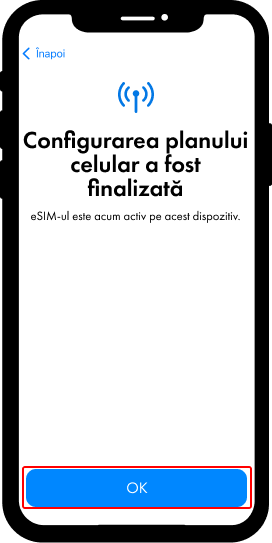 Înapoi
Configurarea planului
celular a fost
finalizată
eSIM-ul este acum activ pe acest dispozitiv.
OK